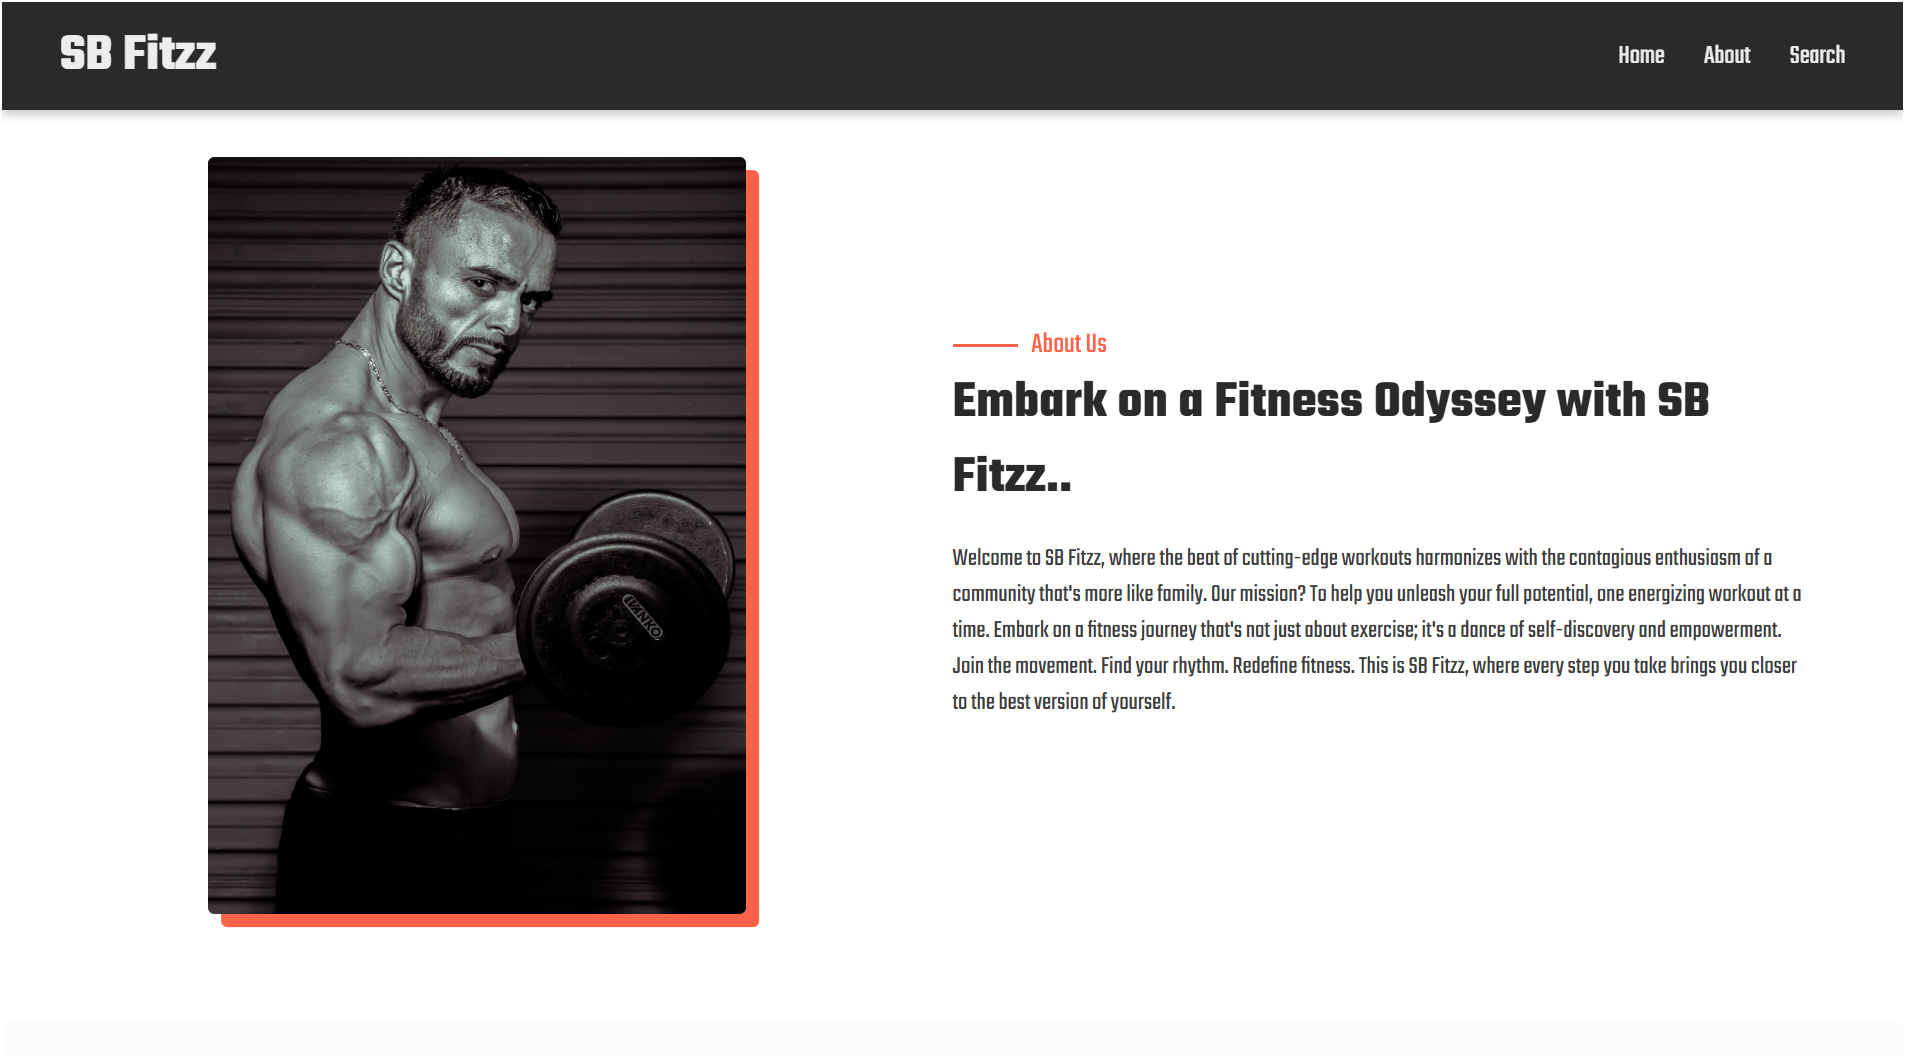 SB Fitzz
Home About Search
About Us
Embark on a Fitness Odyssey with SB
Fitzz..
Welcome to SB Fitzz, where the beat of cutting-edge workouts harmonizes with the contagious enthusiasm of a
community that's more like family. Our mission? To help you unleash your full potential, one energizing workout at a
time. Embark on a fitness journey that's not just about exercise; it's a dance of self-discovery and empowerment.
Join the movement. Find your rhythm. Redefine fitness. This is SB Fitzz, where every step you take brings you closer
to the best version of yourself.
IVANKO